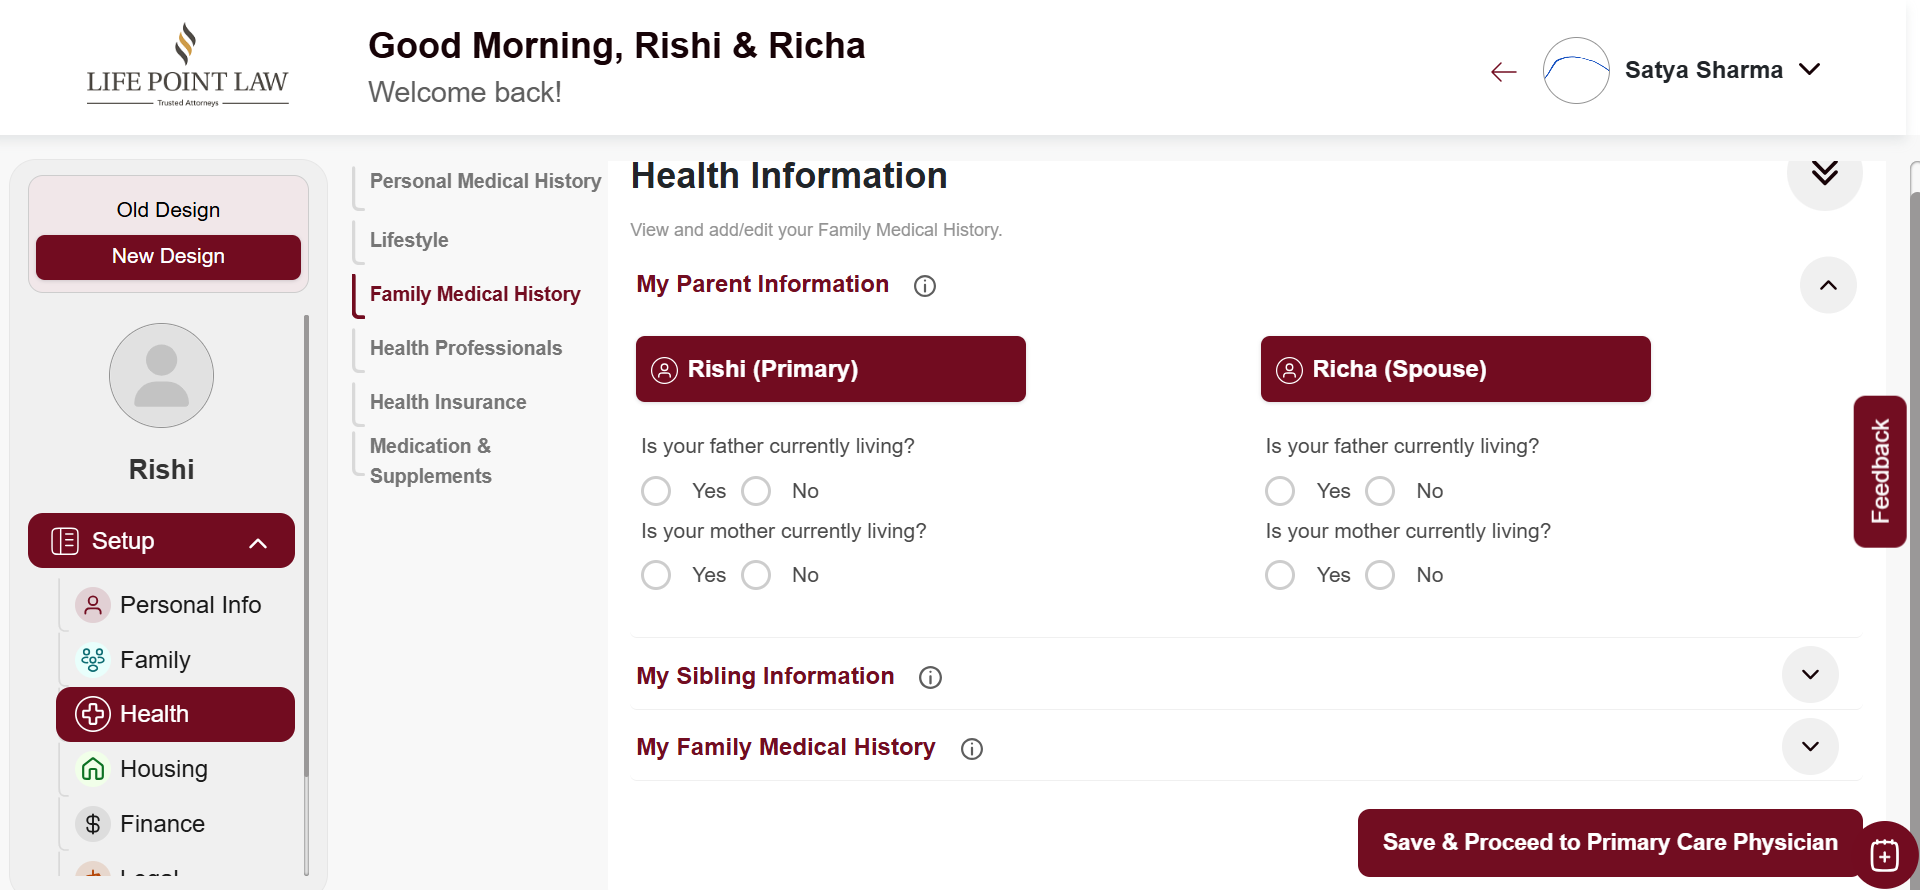 LIFE POINT LAW
Trusted Attorneys
Good Morning, Rishi & Richa
Welcome back!
Satya Sharma
Old Design
New Design
Rishi
Setup
Personal Info
Family
Health
Housing
Finance
Legal
Personal Medical History
Lifestyle
Family Medical History
Health Professionals
Health Insurance
Medication &
Supplements
Health Information
View and add/edit your Family Medical History.
My Parent Information
Rishi (Primary)
Is your father currently living?
Yes No
Is your mother currently living?
Yes No
Richa (Spouse)
Is your father currently living?
Yes No
Is your mother currently living?
Yes No
My Sibling Information
My Family Medical History
Save & Proceed to Primary Care Physician
Feedback